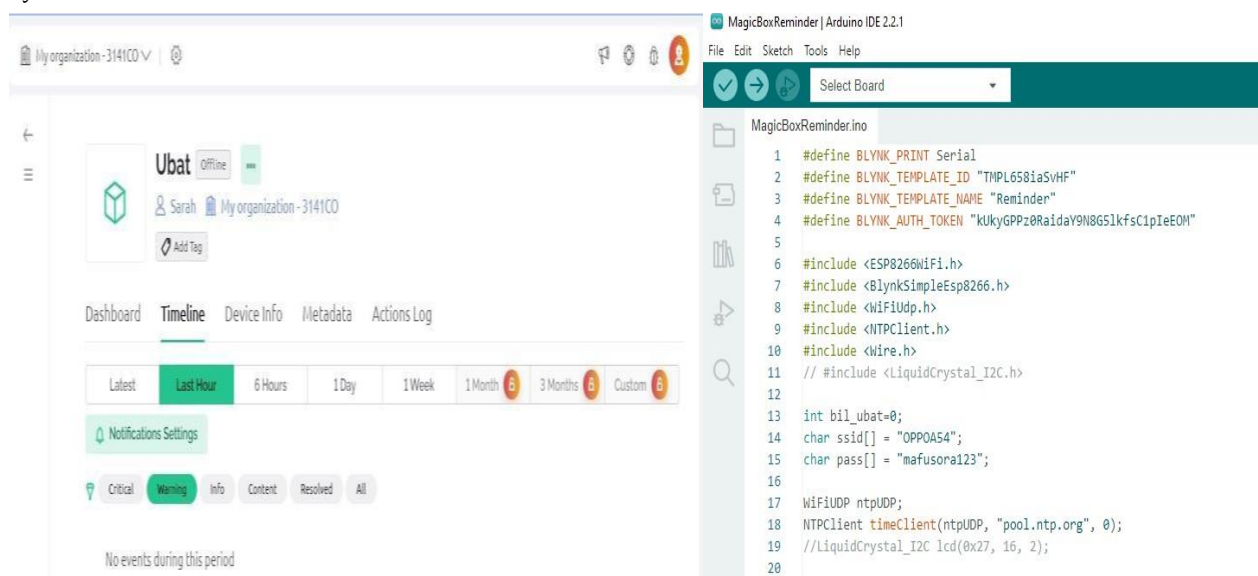 My organization - 3141CO
Ubat Offline
Sarah My organization - 3141CO
Add Tag
Dashboard Timeline Device Info Metadata Actions Log
Latest Last Hour 6 Hours 1 Day 1 Week 1 Month 3 Months Custom
Notifications Settings
Critical Warning Info Content Resolved All
No events during this period
MagicBoxReminder | Arduino IDE 2.2.1
File Edit Sketch Tools Help
Select Board
MagicBoxReminder.ino
1 #define BLYNK_PRINT Serial
2 #define BLYNK_TEMPLATE_ID "TMPL658iaSvHF"
3 #define BLYNK_TEMPLATE_NAME "Reminder"
4 #define BLYNK_AUTH_TOKEN "kUkyGPPz0RaidaY9N8G5lkfsC1pIeEOM"
5
6 #include <ESP8266WiFi.h>
7 #include <BlynkSimpleEsp8266.h>
8 #include <WiFiUdp.h>
9 #include <NTPClient.h>
10 #include <Wire.h>
11 // #include <LiquidCrystal_I2C.h>
12
13 int bil_ubat=0;
14 char ssid[] = "OPPOA54";
15 char pass[] = "mafusora123";
16
17 WiFiUDP ntpUDP;
18 NTPClient timeClient(ntpUDP, "pool.ntp.org", 0);
19 //LiquidCrystal_I2C lcd(0x27, 16, 2);
20